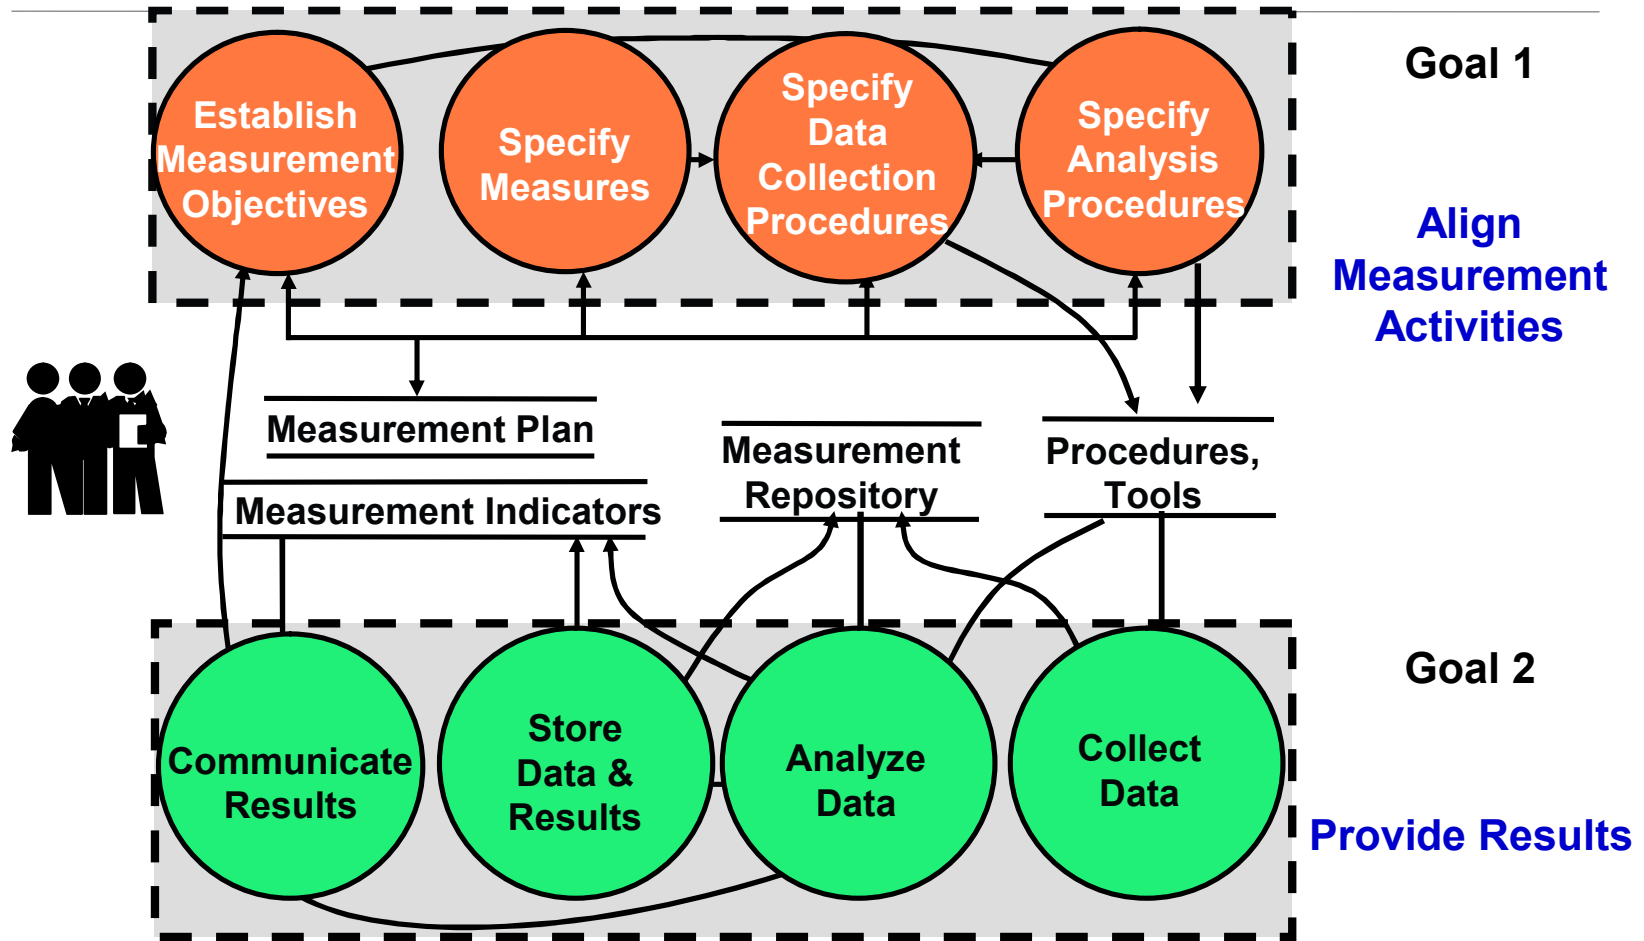 Goal 1
Establish
Measurement
Objectives
Specify
Measures
Specify
Data
Collection
Procedures
Specify
Analysis
Procedures
Align
Measurement
Activities
Measurement Plan
Measurement Indicators
Measurement
Repository
Procedures,
Tools
Goal 2
Communicate
Results
Store
Data &
Results
Analyze
Data
Collect
Data
Provide Results